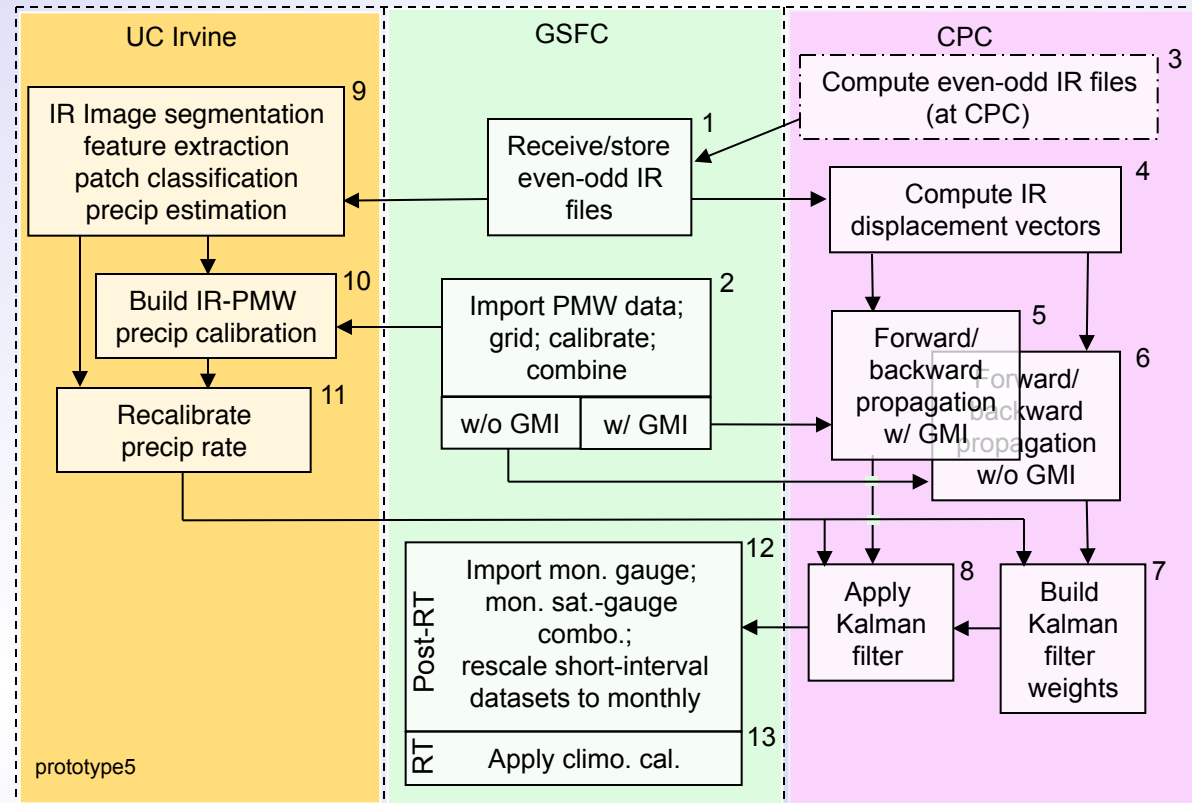 UC Irvine
GSFC
CPC
9
IR Image segmentation
feature extraction
patch classification
precip estimation
10
Build IR-PMW
precip calibration
11
Recalibrate
precip rate
prototype5
1
Receive/store
even-odd IR
files
2
Import PMW data;
grid; calibrate;
combine
w/o GMI
w/ GMI
3
Compute even-odd IR files
(at CPC)
4
Compute IR
displacement vectors
5
Forward/
backward
propagation
w/ GMI
6
Forward/
backward
propagation
w/o GMI
7
Build
Kalman
filter
weights
8
Apply
Kalman
filter
12
Post-RT
Import mon. gauge;
mon. sat.-gauge
combo.;
rescale short-interval
datasets to monthly
13
RT
Apply climo. cal.